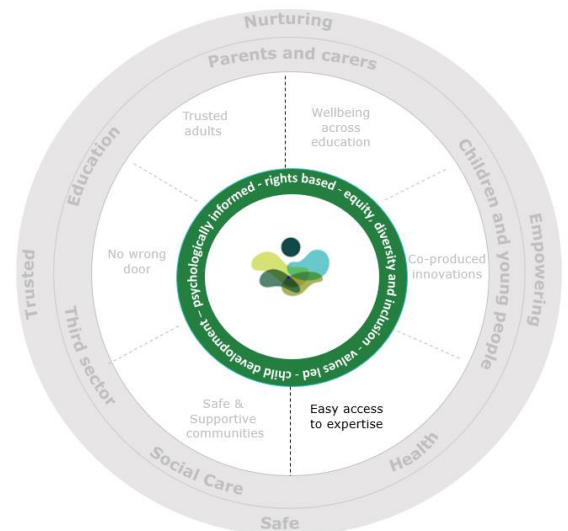 Nurturing
Parents and carers
Trusted
adults
Wellbeing
across
education
Education
Children and young people
Empowering
psychologically informed - rights based - equity, diversity and inclusion - values led - child development –
No wrong
door
Co-produced
innovations
Trusted
Third sector
Safe &
Supportive
communities
Easy access
to expertise
Social Care
Health
Safe